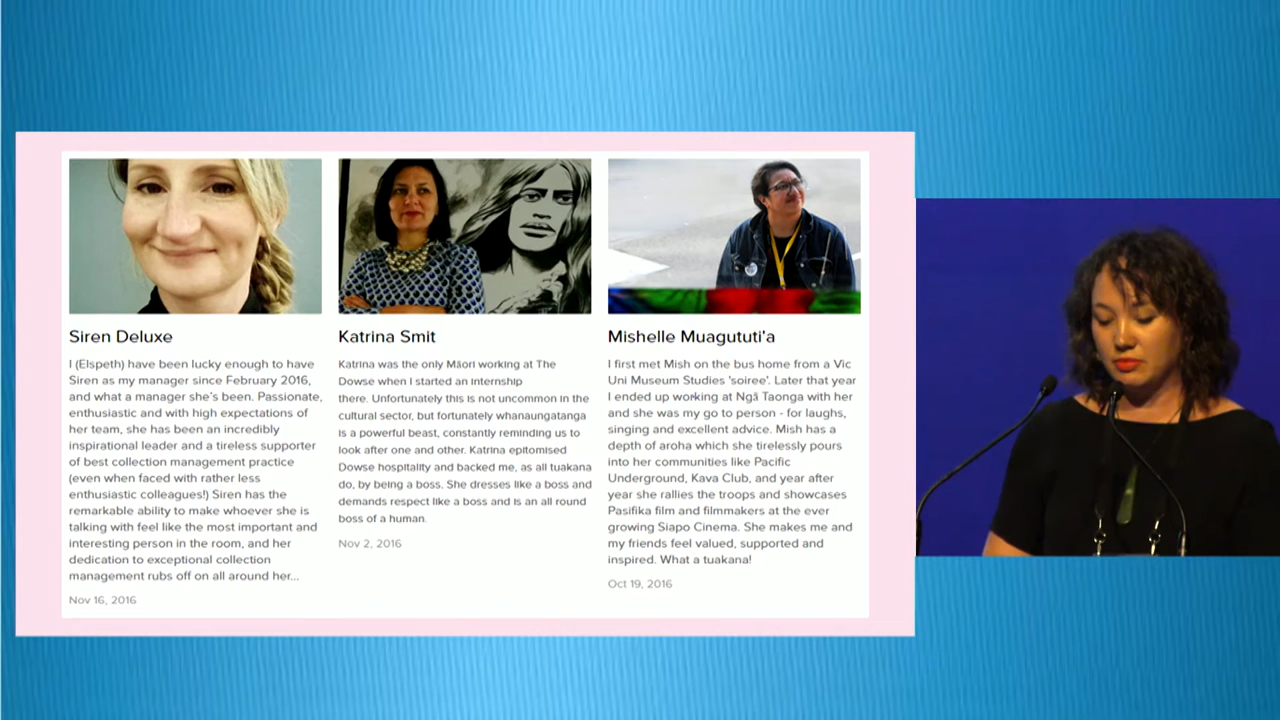 Siren Deluxe
I (Elspeth) have been lucky enough to have
Siren as my manager since February 2016,
and what a manager she's been. Passionate,
enthusiastic and with high expectations of
her team, she has been an incredibly
inspirational leader and a tireless supporter
of best collection management practice
(even when faced with rather less
enthusiastic colleagues!) Siren has the
remarkable ability to make whoever she is
talking with feel like the most important and
interesting person in the room, and her
dedication to exceptional collection
management rubs off on all around her...
Nov 16, 2016
Katrina Smit
Katrina was the only Māori working at The
Dowse when I started an internship
there. Unfortunately this is not uncommon in the
cultural sector, but fortunately whanaungatanga
is a powerful beast, constantly reminding us to
look after one and other. Katrina epitomised
Dowse hospitality and backed me, as all tuakana
do, by being a boss. She dresses like a boss and
demands respect like a boss and is an all round
boss of a human.
Nov 2, 2016
Mishelle Muagututi'a
I first met Mish on the bus home from a Vic
Uni Museum Studies 'soiree'. Later that year
I ended up working at Ngā Taonga with her
and she was my go to person - for laughs,
singing and excellent advice. Mish has a
depth of aroha which she tirelessly pours
into her communities like Pacific
Underground, Kava Club, and year after
year she rallies the troops and showcases
Pasifika film and filmmakers at the ever
growing Siapo Cinema. She makes me and
my friends feel valued, supported and
inspired. What a tuakana!
Oct 19, 2016